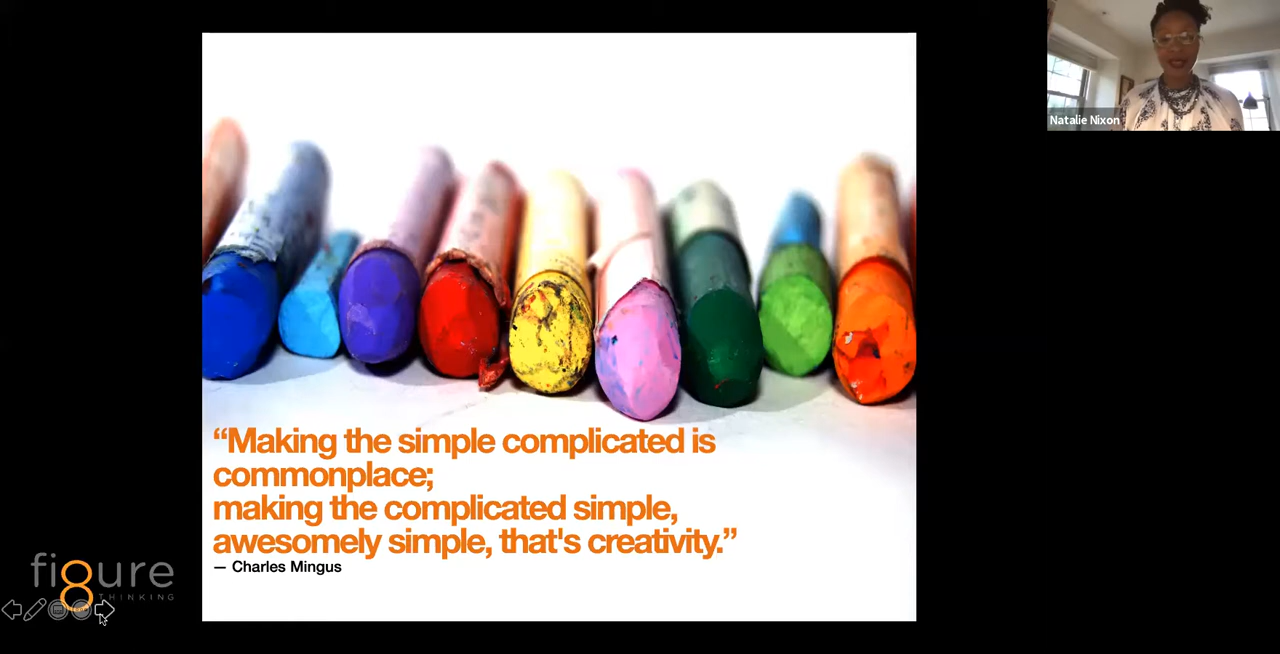 Natalie Nixon
“Making the simple complicated is
commonplace;
making the complicated simple,
awesomely simple, that's creativity.”
— Charles Mingus
figure
8 THINKING